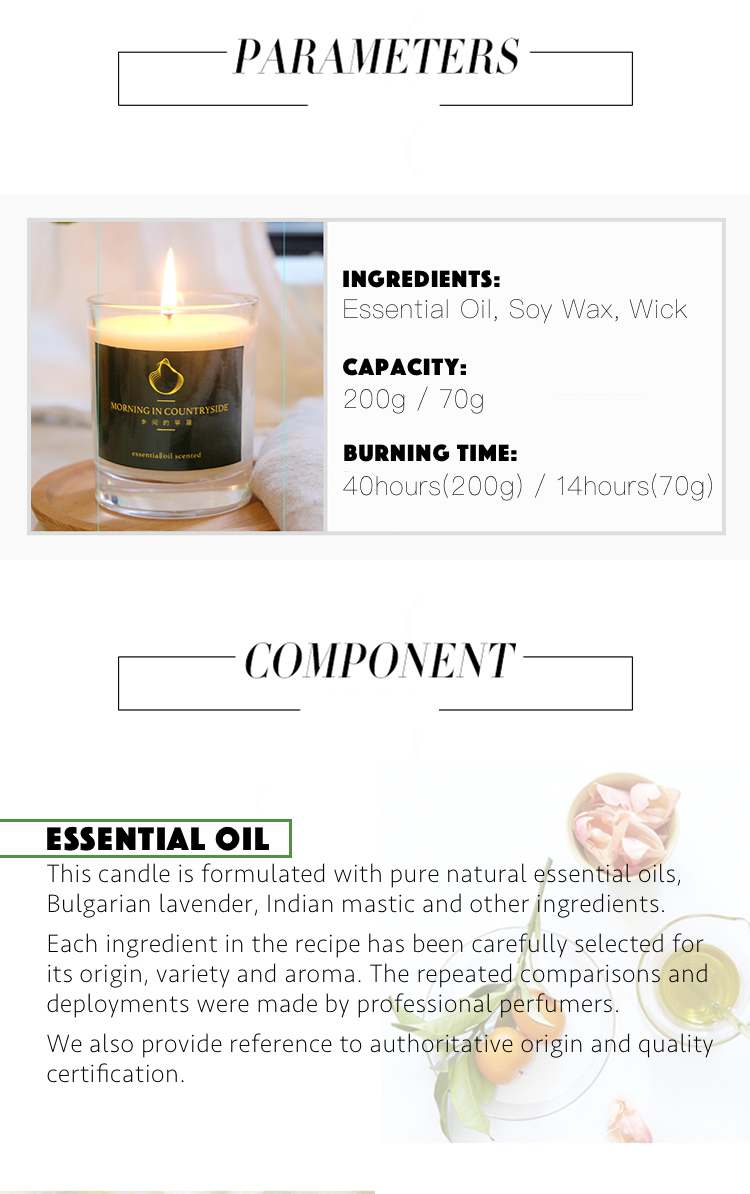 PARAMETERS
INGREDIENTS:
Essential Oil, Soy Wax, Wick
CAPACITY:
200g / 70g
BURNING TIME:
40hours(200g) / 14hours(70g)
MORNING IN COUNTRYSIDE
乡间的早晨
essential oil scented
COMPONENT
ESSENTIAL OIL
This candle is formulated with pure natural essential oils,
Bulgarian lavender, Indian mastic and other ingredients.
Each ingredient in the recipe has been carefully selected for
its origin, variety and aroma. The repeated comparisons and
deployments were made by professional perfumers.
We also provide reference to authoritative origin and quality
certification.